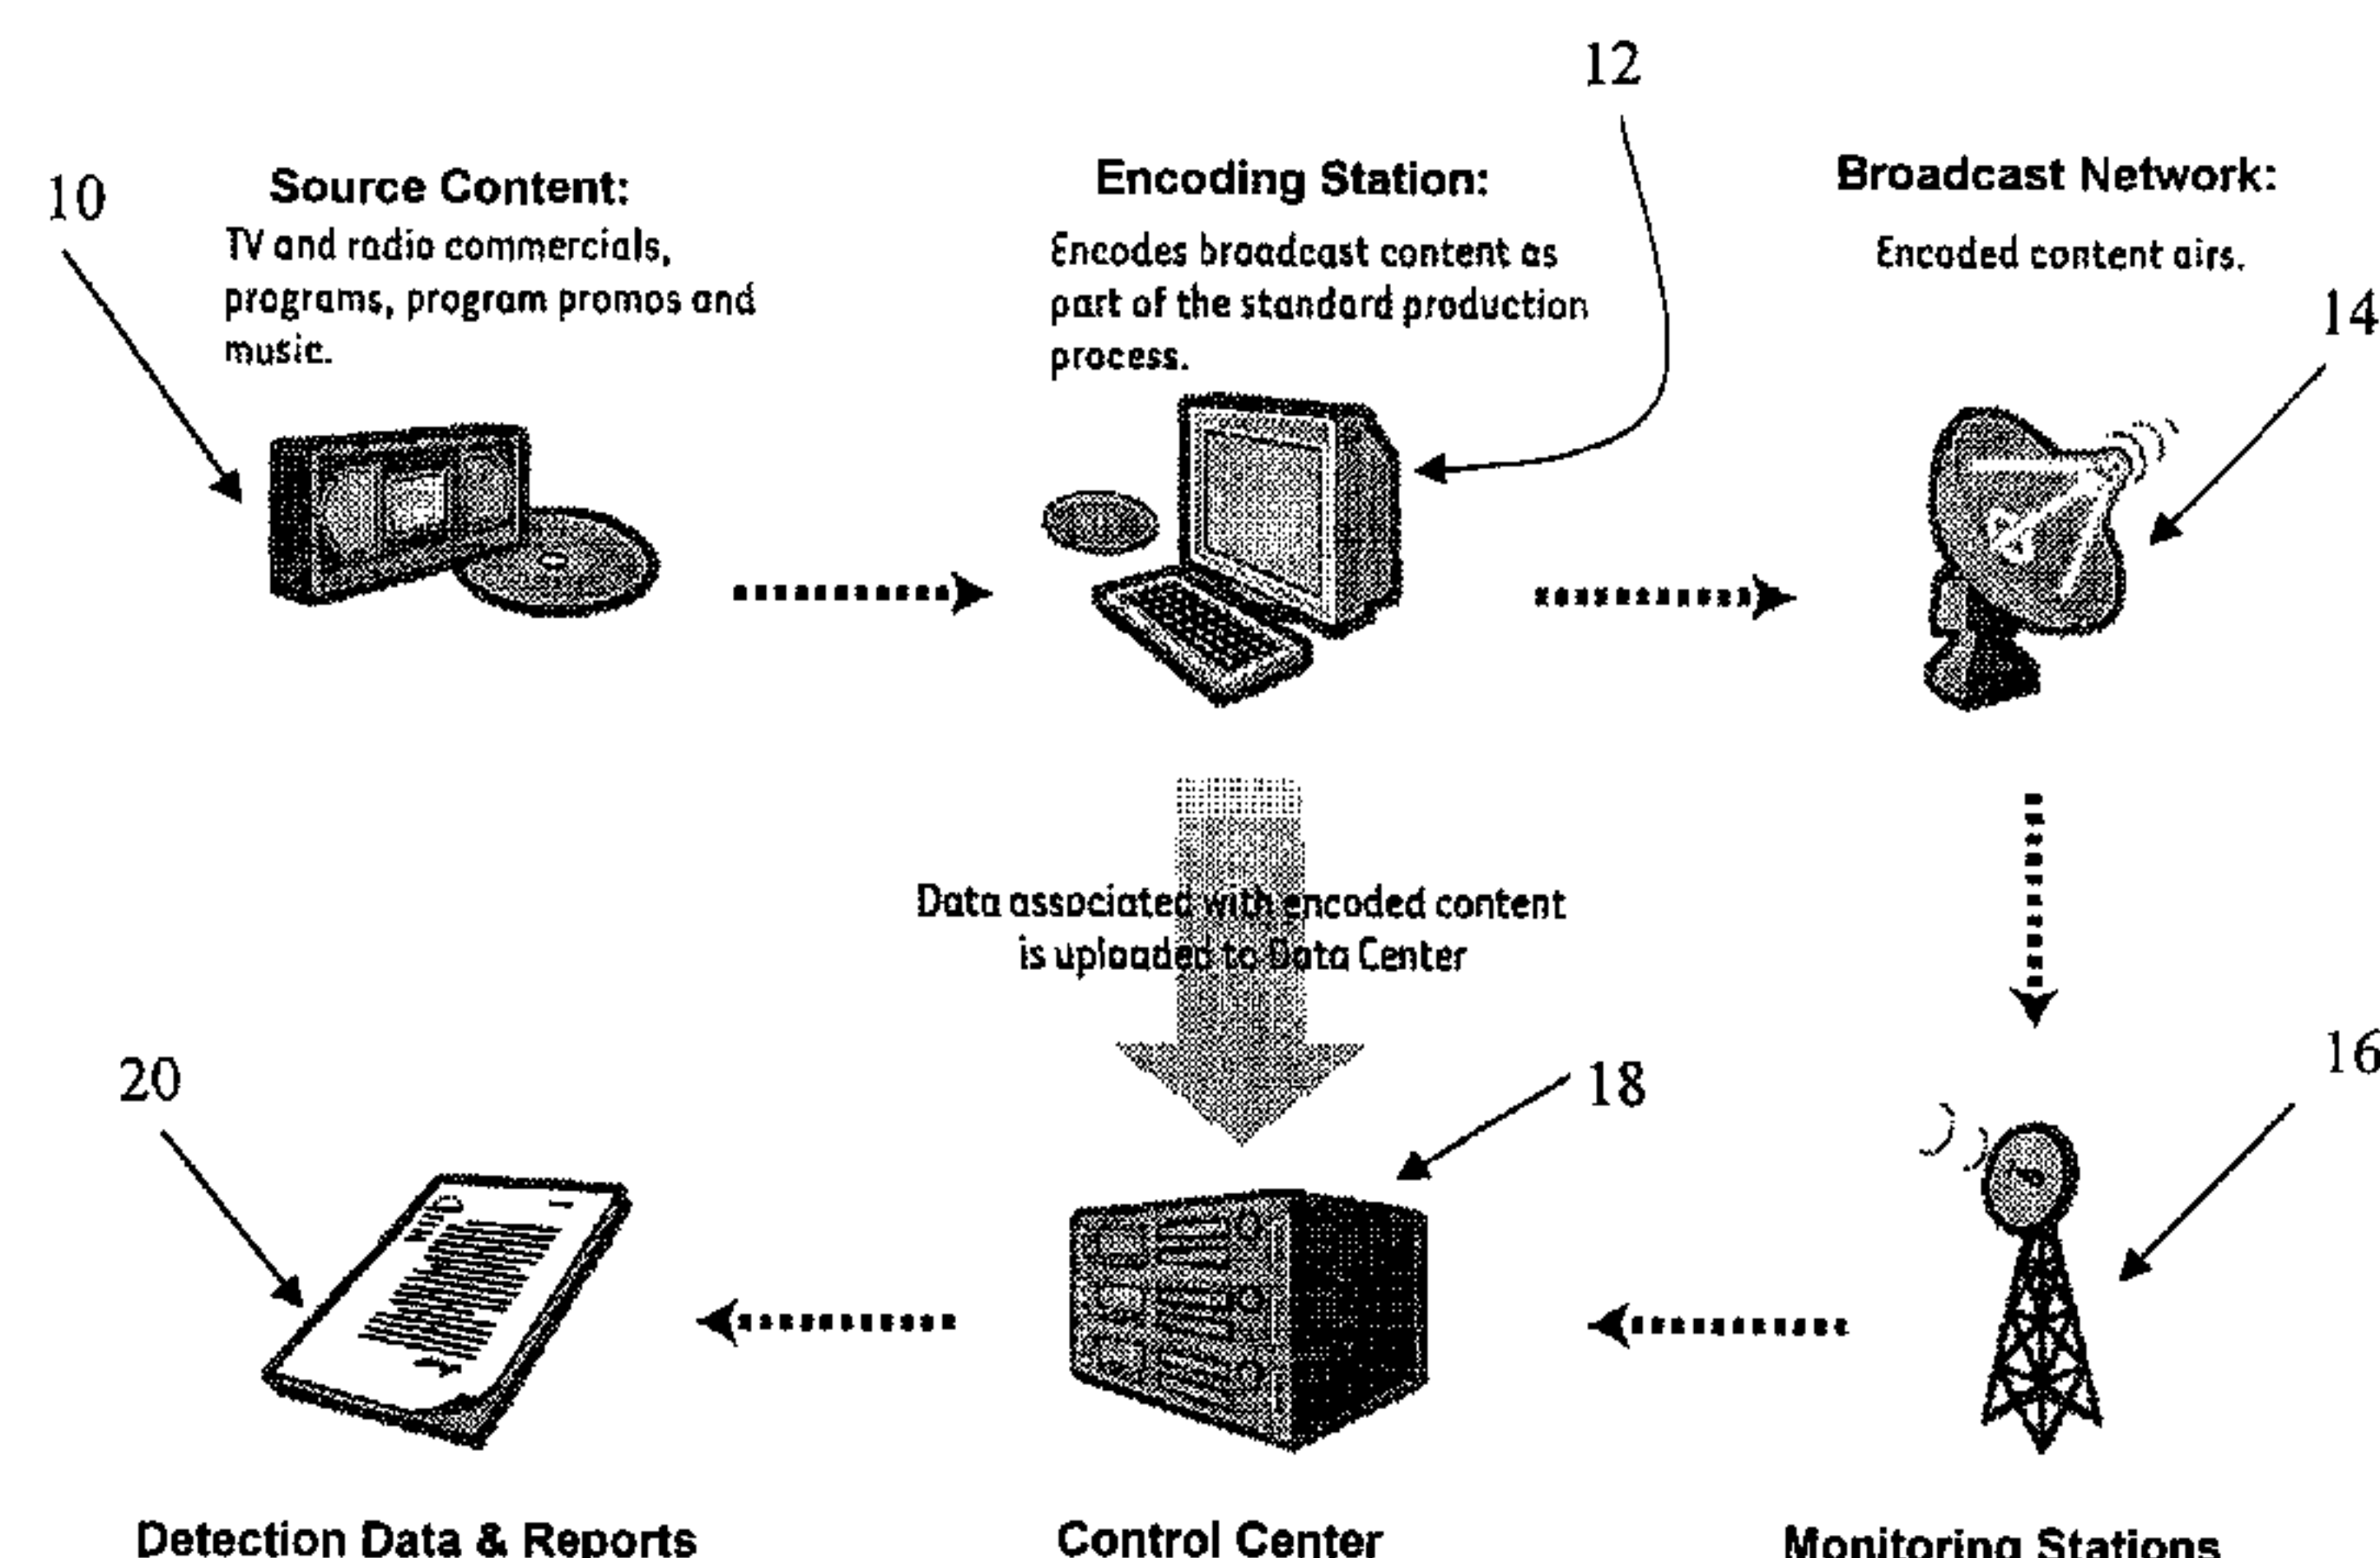 12
10
Source Content:
TV and radio commercials,
programs, program promos and
music.
Encoding Station:
Encodes broadcast content as
part of the standard production
process.
Broadcast Network:
Encoded content airs.
14
Data associated with encoded content
is uploaded to Data Center
20
18
16
Detection Data & Reports
Control Center
Monitoring Stations